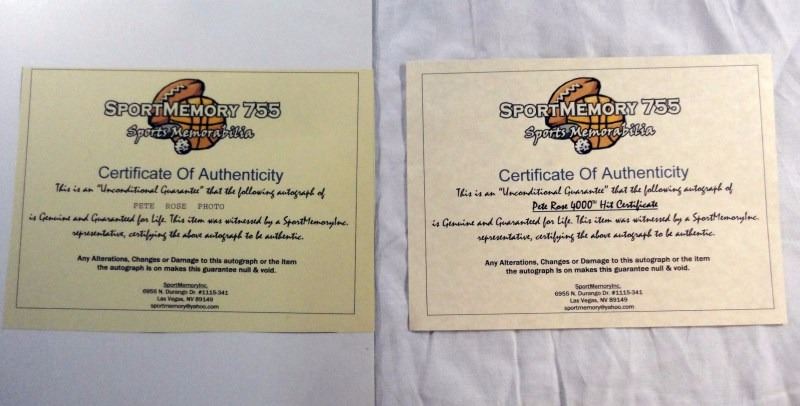 SPORTMEMORY 755
Sports Memorabilia
Certificate Of Authenticity
This is an "Unconditional Guarantee" that the following autograph of
PETE ROSE PHOTO
is Genuine and Guaranteed for Life. This item was witnessed by a SportMemoryInc.
representative, certifying the above autograph to be authentic.
Any Alterations, Changes or Damage to this autograph or the item
the autograph is on makes this guarantee null & void.
SportMemoryInc.
6955 N. Durango Dr. #1115-341
Las Vegas, NV 89149
sportmemory@yahoo.com
SPORTMEMORY 755
Sports Memorabilia
Certificate Of Authenticity
This is an "Unconditional Guarantee" that the following autograph of
Pete Rose 4000th Hit Certificate
is Genuine and Guaranteed for Life. This item was witnessed by a SportMemoryInc.
representative, certifying the above autograph to be authentic.
Any Alterations, Changes or Damage to this autograph or the item
the autograph is on makes this guarantee null & void.
SportMemoryInc.
6955 N. Durango Dr. #1115-341
Las Vegas, NV 89149
sportmemory@yahoo.com